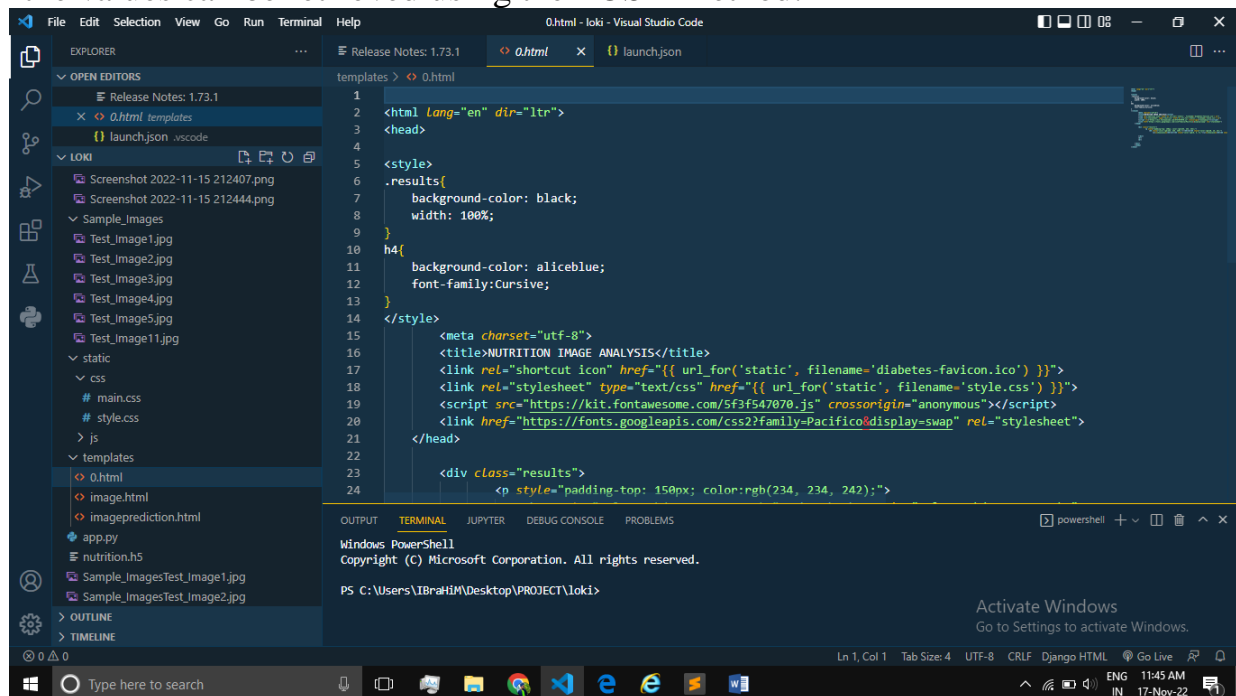 File Edit Selection View Go Run Terminal Help
0.html - loki - Visual Studio Code
EXPLORER
OPEN EDITORS
Release Notes: 1.73.1
0.html templates
launch.json .vscode
LOKI
Screenshot 2022-11-15 212407.png
Screenshot 2022-11-15 212444.png
Sample_Images
Test_Image1.jpg
Test_Image2.jpg
Test_Image3.jpg
Test_Image4.jpg
Test_Image5.jpg
Test_Image11.jpg
static
css
# main.css
# style.css
js
templates
0.html
image.html
imageprediction.html
app.py
nutrition.h5
Sample_ImagesTest_Image1.jpg
Sample_ImagesTest_Image2.jpg
OUTLINE
TIMELINE
Release Notes: 1.73.1 0.html launch.json
templates > 0.html
1
2 <html lang="en" dir="ltr">
3 <head>
4
5 <style>
6 .results{
7 background-color: black;
8 width: 100%;
9 }
10 h4{
11 background-color: aliceblue;
12 font-family:Cursive;
13 }
14 </style>
15 <meta charset="utf-8">
16 <title>NUTRITION IMAGE ANALYSIS</title>
17 <link rel="shortcut icon" href="{{ url_for('static', filename='diabetes-favicon.ico') }}">
18 <link rel="stylesheet" type="text/css" href="{{ url_for('static', filename='style.css') }}">
19 <script src="https://kit.fontawesome.com/5f3f547070.js" crossorigin="anonymous"></script>
20 <link href="https://fonts.googleapis.com/css2?family=Pacifico&display=swap" rel="stylesheet">
21 </head>
22
23 <div class="results">
24 <p style="padding-top: 150px; color:rgb(234, 234, 242);">
OUTPUT TERMINAL JUPYTER DEBUG CONSOLE PROBLEMS
powershell
Windows PowerShell
Copyright (C) Microsoft Corporation. All rights reserved.
PS C:\Users\IBraHiM\Desktop\PROJECT\loki>
Activate Windows
Go to Settings to activate Windows.
0 0
Ln 1, Col 1 Tab Size: 4 UTF-8 CRLF Django HTML Go Live
Type here to search
ENG
IN
11:45 AM
17-Nov-22